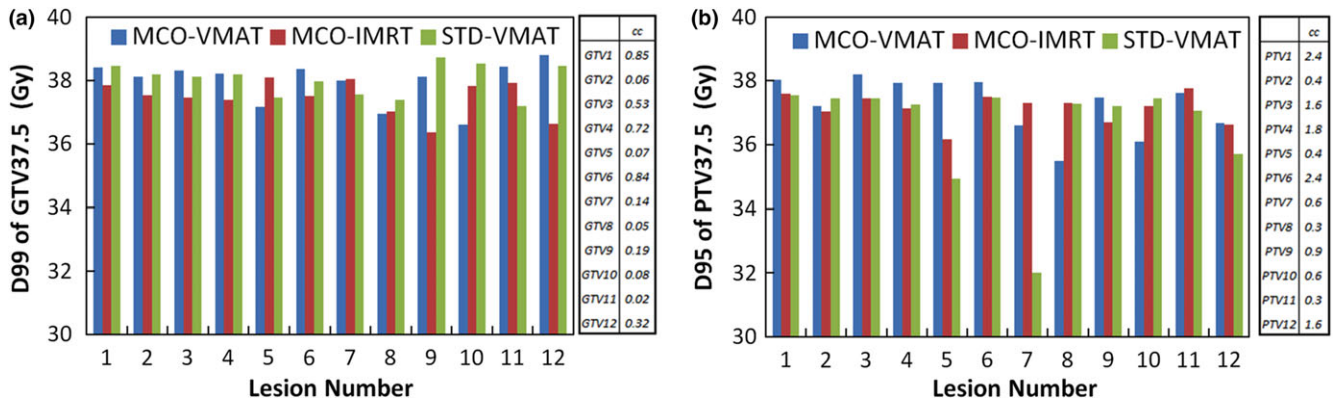 (a)
40
38
36
34
32
30
D99 of GTV37.5 (Gy)
MCO-VMAT MCO-IMRT STD-VMAT
1 2 3 4 5 6 7 8 9 10 11 12
Lesion Number
cc
GTV1 0.85
GTV2 0.06
GTV3 0.53
GTV4 0.72
GTV5 0.07
GTV6 0.84
GTV7 0.14
GTV8 0.05
GTV9 0.19
GTV10 0.08
GTV11 0.02
GTV12 0.32
(b)
40
38
36
34
32
30
D95 of PTV37.5 (Gy)
MCO-VMAT MCO-IMRT STD-VMAT
1 2 3 4 5 6 7 8 9 10 11 12
Lesion Number
cc
PTV1 2.4
PTV2 0.4
PTV3 1.6
PTV4 1.8
PTV5 0.4
PTV6 2.4
PTV7 0.6
PTV8 0.3
PTV9 0.9
PTV10 0.6
PTV11 0.3
PTV12 1.6